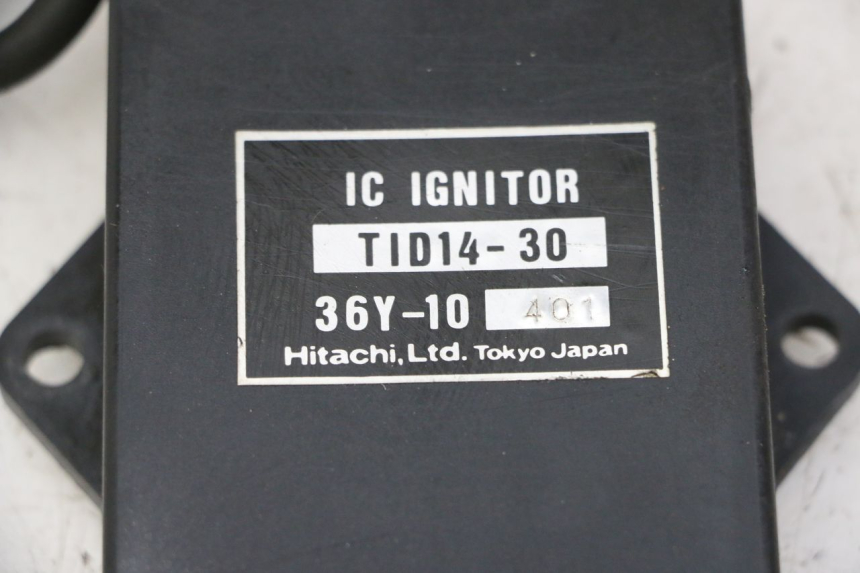 IC IGNITOR
TID14-30
36Y-10 401
Hitachi, Ltd. Tokyo Japan